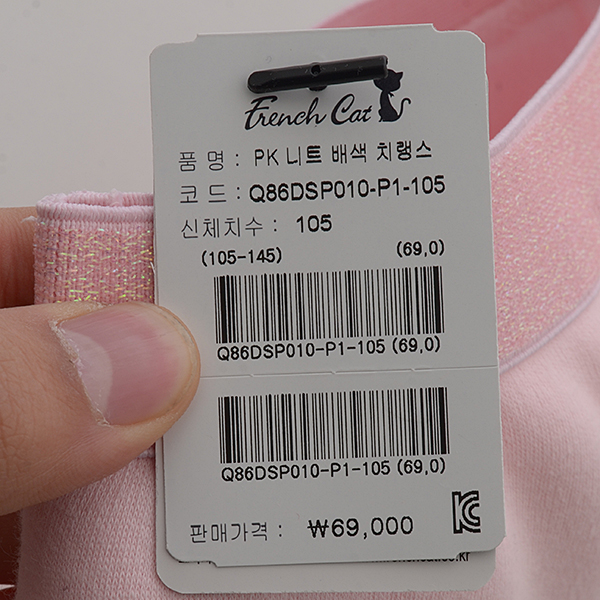 French Cat
품 명 : PK 니트 배색 치랭스
코 드 : Q86DSP010-P1-105
신체치수 : 105
(105-145) (69,0)
Q86DSP010-P1-105 (69,0)
Q86DSP010-P1-105 (69,0)
판매가격 : ₩69,000